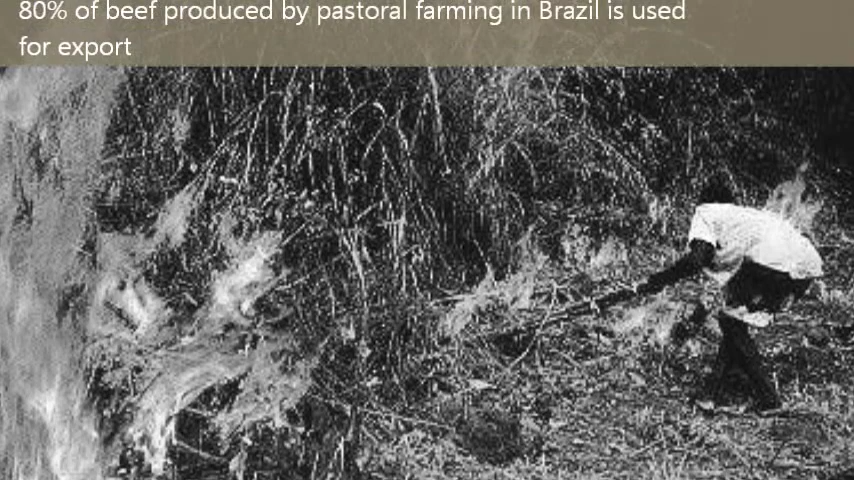 80% of beef produced by pastoral farming in Brazil is used
for export